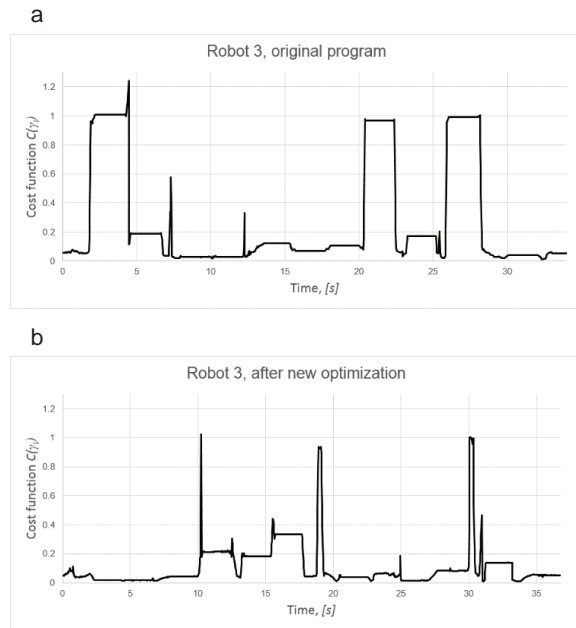 a
Robot 3, original program
Cost function C(γᵢ)
1.2
1
0.8
0.6
0.4
0.2
0
0 5 10 15 20 25 30
Time, [s]
b
Robot 3, after new optimization
Cost function C(γᵢ)
1.2
1
0.8
0.6
0.4
0.2
0
0 5 10 15 20 25 30 35
Time, [s]